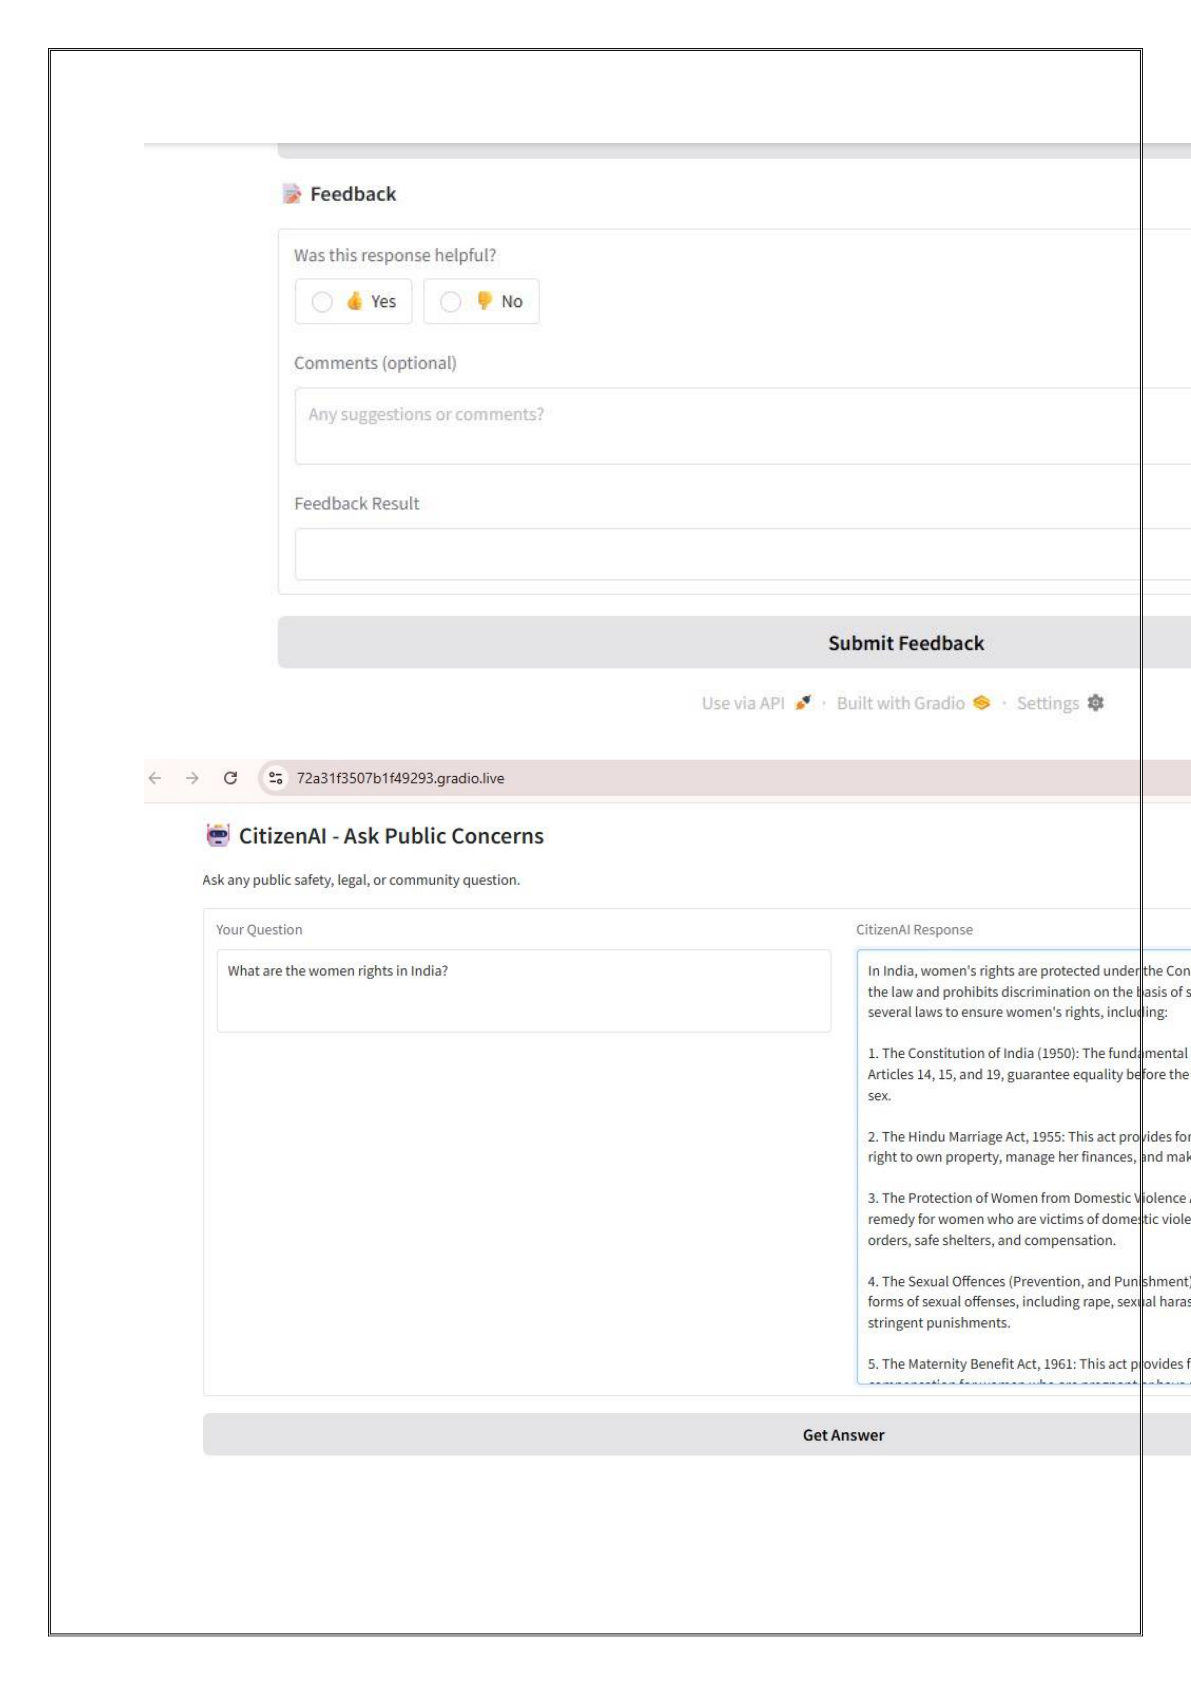 Feedback
Was this response helpful?
Yes
No
Comments (optional)
Any suggestions or comments?
Feedback Result
Submit Feedback
Use via API · Built with Gradio · Settings
72a31f3507b1f49293.gradio.live
CitizenAI - Ask Public Concerns
Ask any public safety, legal, or community question.
Your Question
What are the women rights in India?
CitizenAI Response
In India, women's rights are protected under the Con
the law and prohibits discrimination on the basis of s
several laws to ensure women's rights, including:
1. The Constitution of India (1950): The fundamental
Articles 14, 15, and 19, guarantee equality before the
sex.
2. The Hindu Marriage Act, 1955: This act provides for
right to own property, manage her finances, and mak
3. The Protection of Women from Domestic Violence
remedy for women who are victims of domestic viole
orders, safe shelters, and compensation.
4. The Sexual Offences (Prevention, and Punishment)
forms of sexual offenses, including rape, sexual haras
stringent punishments.
5. The Maternity Benefit Act, 1961: This act provides f
Get Answer